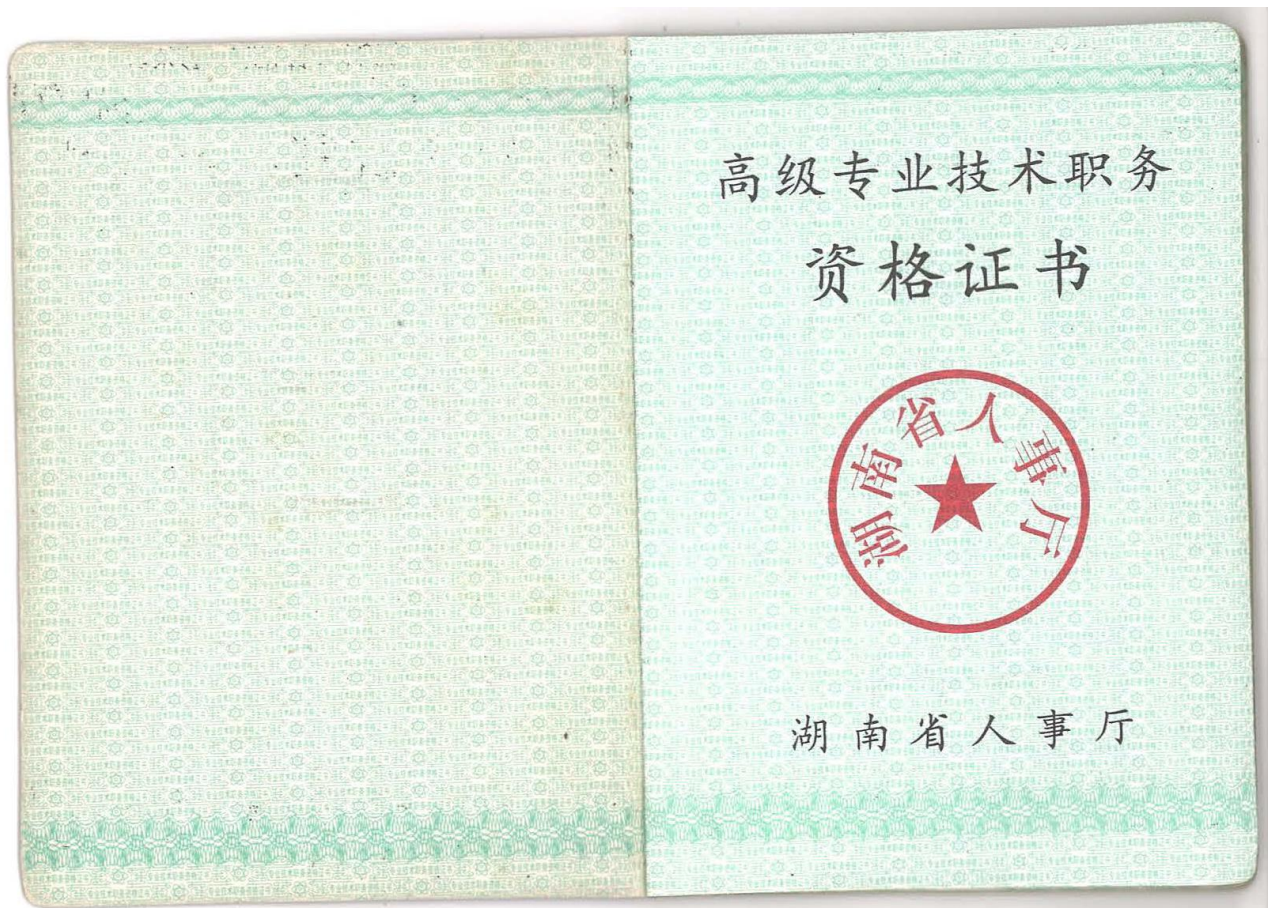 高级专业技术职务
资格证书
湖南省人事厅
湖南省人事厅